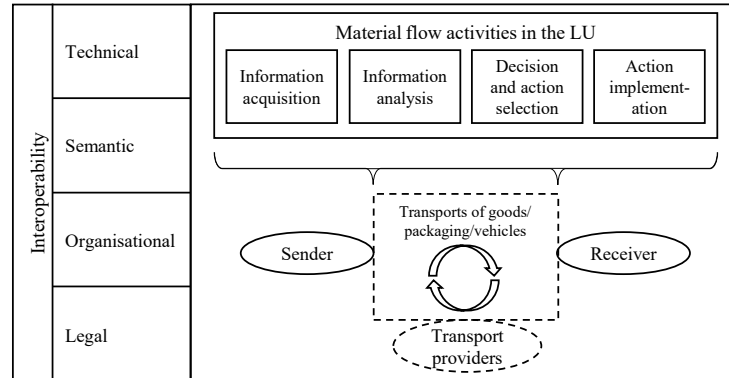 Interoperability
Technical
Semantic
Organisational
Legal
Material flow activities in the LU
Information
acquisition
Information
analysis
Decision
and action
selection
Action
implement-
ation
Transports of goods/
packaging/vehicles
Sender
Receiver
Transport
providers